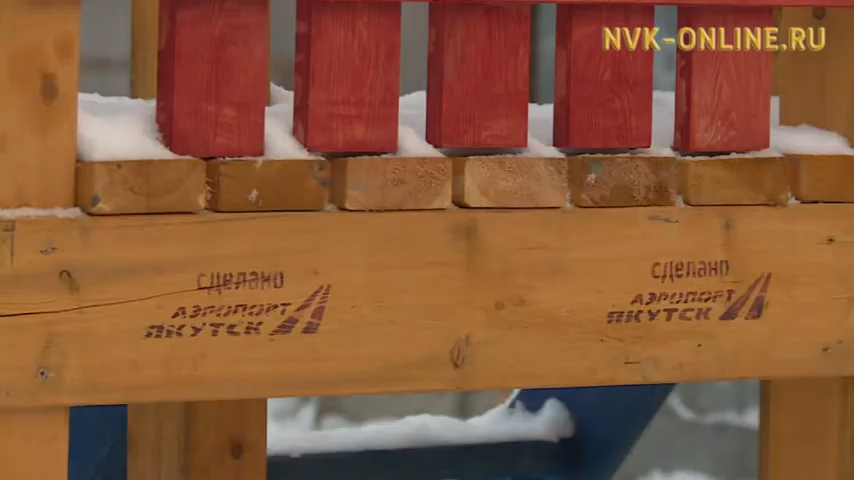 NVK-ONLINE.RU
сделано
АЭРОПОРТ
ЯКУТСК
сделано
АЭРОПОРТ
ЯКУТСК